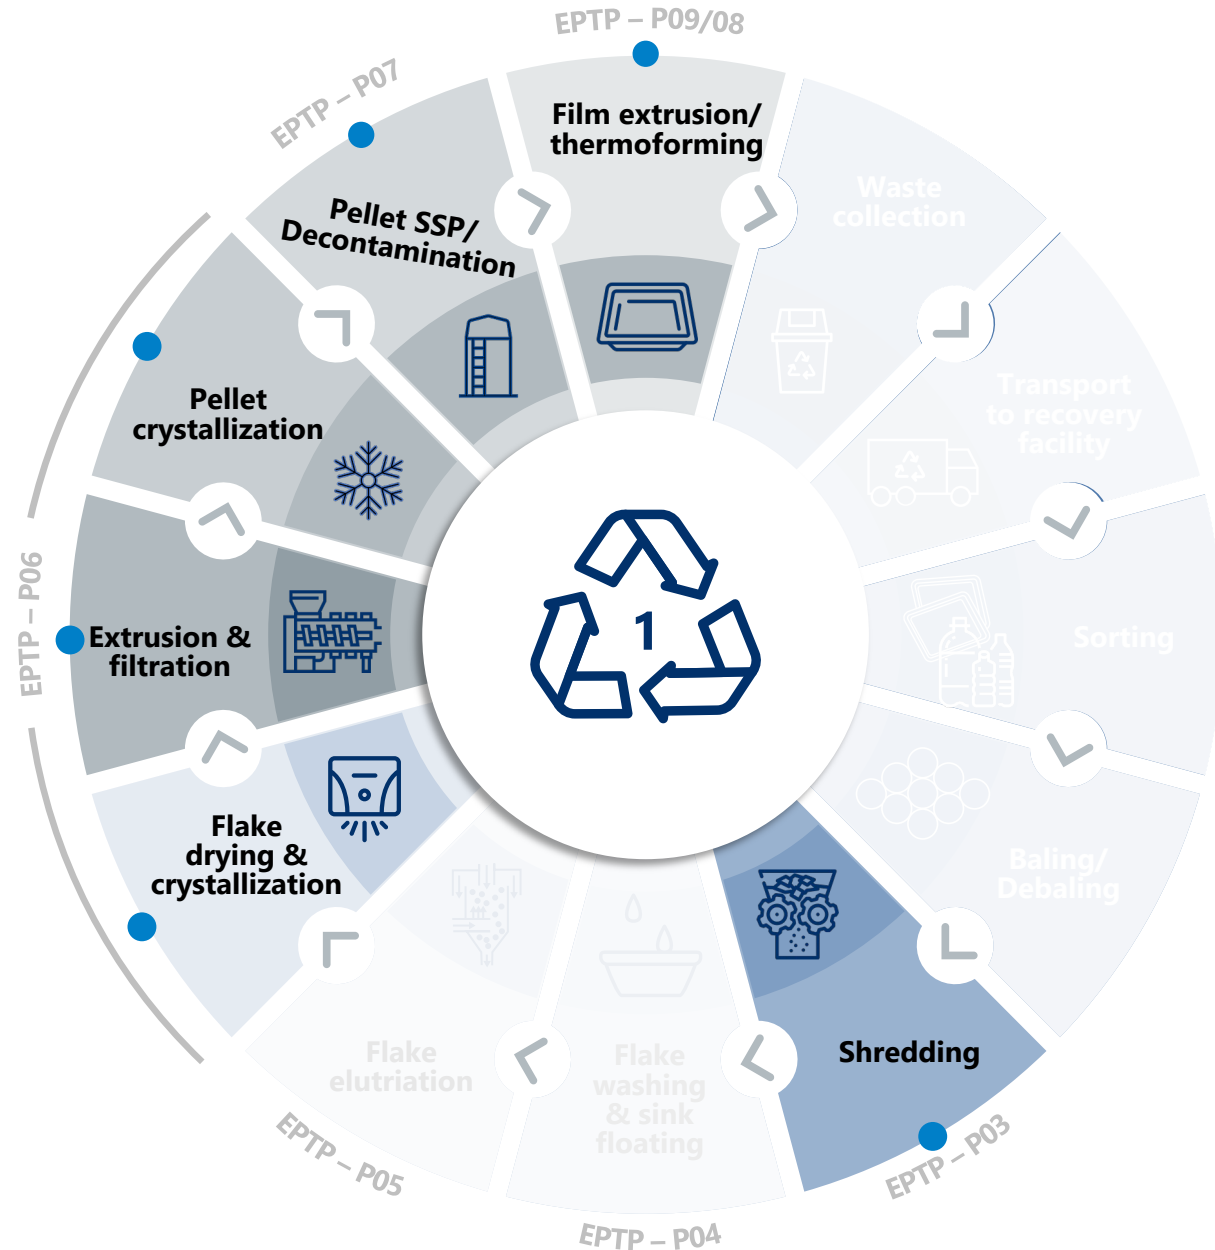 EPTP – P09/08
Film extrusion/
thermoforming
Waste
collection
Transport
to recovery
facility
Sorting
Baling/
Debaling
Shredding
EPTP – P03
Flake
washing
& sink
floating
EPTP – P04
Flake
elutriation
EPTP – P05
Flake
drying &
crystallization
Extrusion &
filtration
EPTP – P06
Pellet
crystallization
Pellet SSP/
Decontamination
EPTP – P07
1